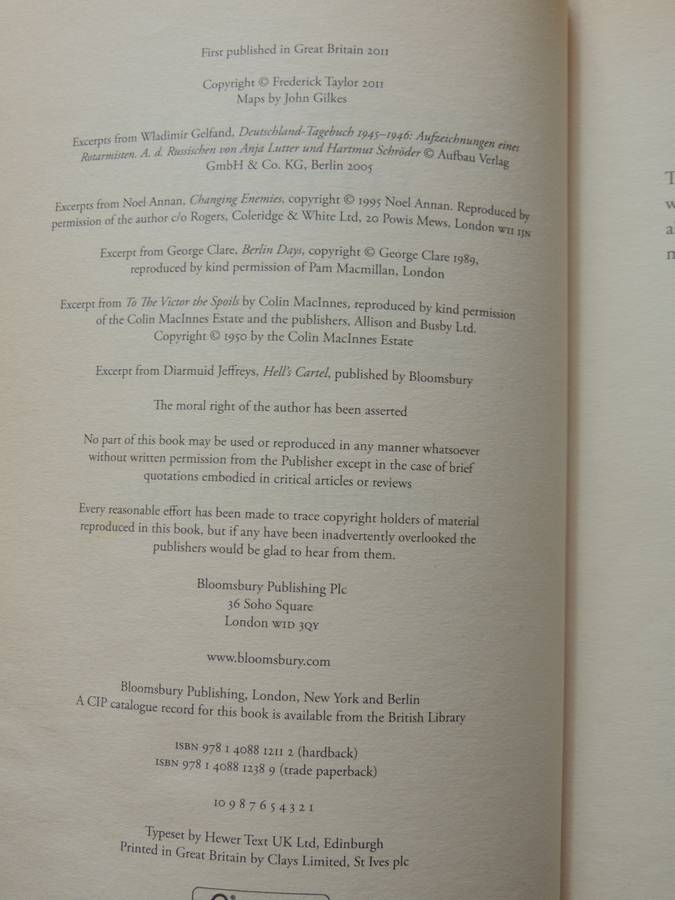 First published in Great Britain 2011
Copyright © Frederick Taylor 2011
Maps by John Gilkes
Excerpts from Wladimir Gelfand, Deutschland-Tagebuch 1945–1946: Aufzeichnungen eines
Rotarmisten. A. d. Russischen von Anja Lutter und Hartmut Schröder © Aufbau Verlag
GmbH & Co. KG, Berlin 2005
Excerpts from Noel Annan, Changing Enemies, copyright © 1995 Noel Annan. Reproduced by
permission of the author c/o Rogers, Coleridge & White Ltd, 20 Powis Mews, London W11 1JN
Excerpt from George Clare, Berlin Days, copyright © George Clare 1989,
reproduced by kind permission of Pam Macmillan, London
Excerpt from To The Victor the Spoils by Colin MacInnes, reproduced by kind permission
of the Colin MacInnes Estate and the publishers, Allison and Busby Ltd.
Copyright © 1950 by the Colin MacInnes Estate
Excerpt from Diarmuid Jeffreys, Hell's Cartel, published by Bloomsbury
The moral right of the author has been asserted
No part of this book may be used or reproduced in any manner whatsoever
without written permission from the Publisher except in the case of brief
quotations embodied in critical articles or reviews
Every reasonable effort has been made to trace copyright holders of material
reproduced in this book, but if any have been inadvertently overlooked the
publishers would be glad to hear from them.
Bloomsbury Publishing Plc
36 Soho Square
London W1D 3QY
www.bloomsbury.com
Bloomsbury Publishing, London, New York and Berlin
A CIP catalogue record for this book is available from the British Library
ISBN 978 1 4088 1211 2 (hardback)
ISBN 978 1 4088 1238 9 (trade paperback)
10 9 8 7 6 5 4 3 2 1
Typeset by Hewer Text UK Ltd, Edinburgh
Printed in Great Britain by Clays Limited, St Ives plc